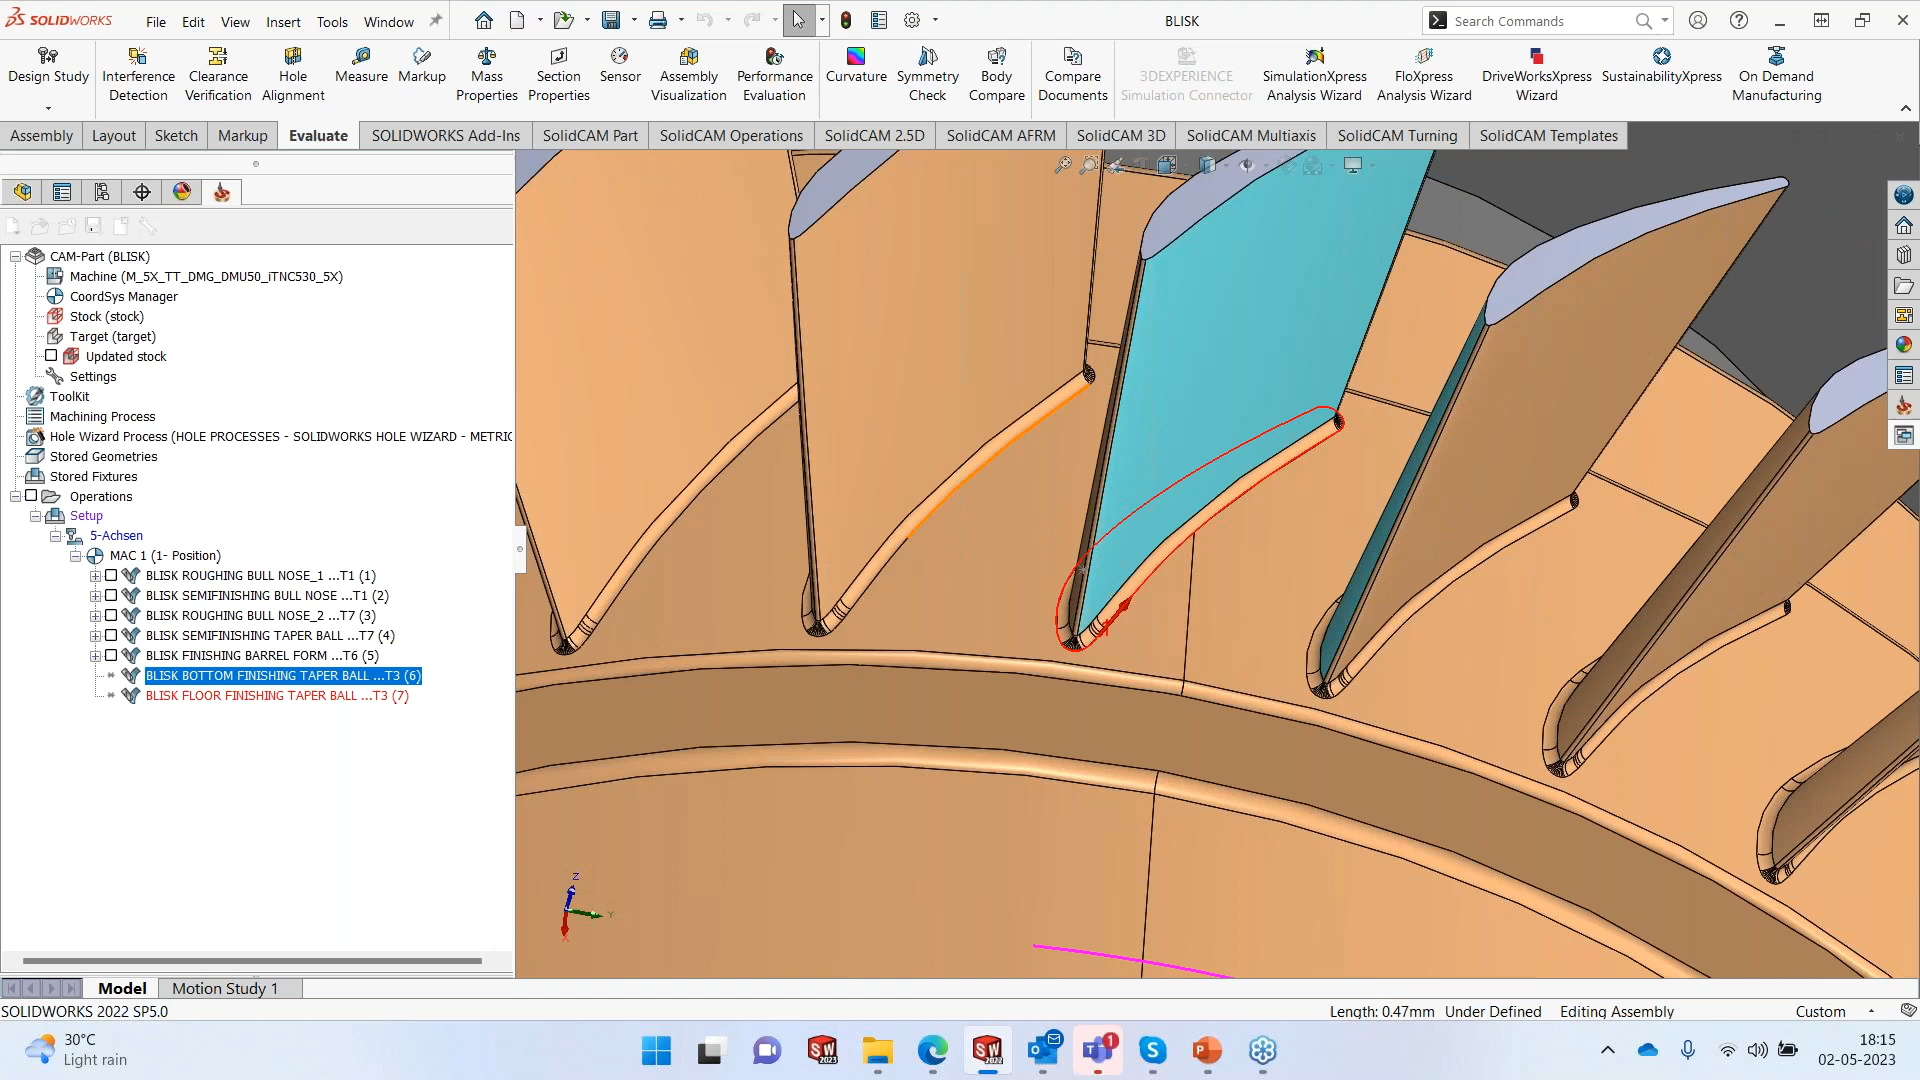 SOLIDWORKS
File Edit View Insert Tools Window
BLISK
Search Commands
Design Study
Interference Detection
Clearance Verification
Hole Alignment
Measure
Markup
Mass Properties
Section Properties
Sensor
Assembly Visualization
Performance Evaluation
Curvature
Symmetry Check
Body Compare
Compare Documents
3DEXPERIENCE Simulation Connector
SimulationXpress Analysis Wizard
FloXpress Analysis Wizard
DriveWorksXpress Wizard
SustainabilityXpress
On Demand Manufacturing
Assembly Layout Sketch Markup Evaluate SOLIDWORKS Add-Ins SolidCAM Part SolidCAM Operations SolidCAM 2.5D SolidCAM AFRM SolidCAM 3D SolidCAM Multiaxis SolidCAM Turning SolidCAM Templates
CAM-Part (BLISK)
Machine (M_5X_TT_DMG_DMU50_iTNC530_5X)
CoordSys Manager
Stock (stock)
Target (target)
Updated stock
Settings
ToolKit
Machining Process
Hole Wizard Process (HOLE PROCESSES - SOLIDWORKS HOLE WIZARD - METRIC
Stored Geometries
Stored Fixtures
Operations
Setup
5-Achsen
MAC 1 (1- Position)
BLISK ROUGHING BULL NOSE_1 ...T1 (1)
BLISK SEMIFINISHING BULL NOSE ...T1 (2)
BLISK ROUGHING BULL NOSE_2 ...T7 (3)
BLISK SEMIFINISHING TAPER BALL ...T7 (4)
BLISK FINISHING BARREL FORM ...T6 (5)
BLISK BOTTOM FINISHING TAPER BALL ...T3 (6)
BLISK FLOOR FINISHING TAPER BALL ...T3 (7)
1
Z
Y
X
Model Motion Study 1
SOLIDWORKS 2022 SP5.0
Length: 0.47mm Under Defined Editing Assembly Custom
30°C
Light rain
SW 2023
SW 2022
1
18:15
02-05-2023